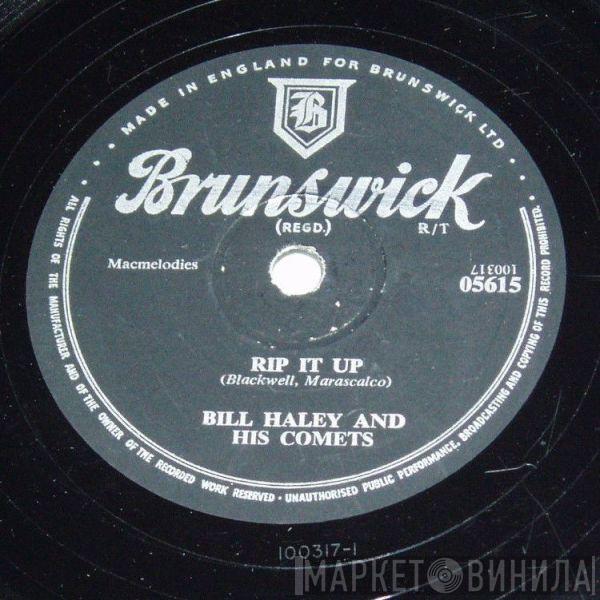 · · · MADE IN ENGLAND FOR BRUNSWICK LTD · · ·
B
Brunswick
(REGD.)
R/T
Macmelodies
100317
05615
RIP IT UP
(Blackwell, Marascalco)
BILL HALEY AND
HIS COMETS
ALL RIGHTS OF THE MANUFACTURER AND OF THE OWNER OF THE RECORDED WORK RESERVED · UNAUTHORISED PUBLIC PERFORMANCE, BROADCASTING AND COPYING OF THIS RECORD PROHIBITED.
100317-1
МАРКЕТ ВИНИЛА